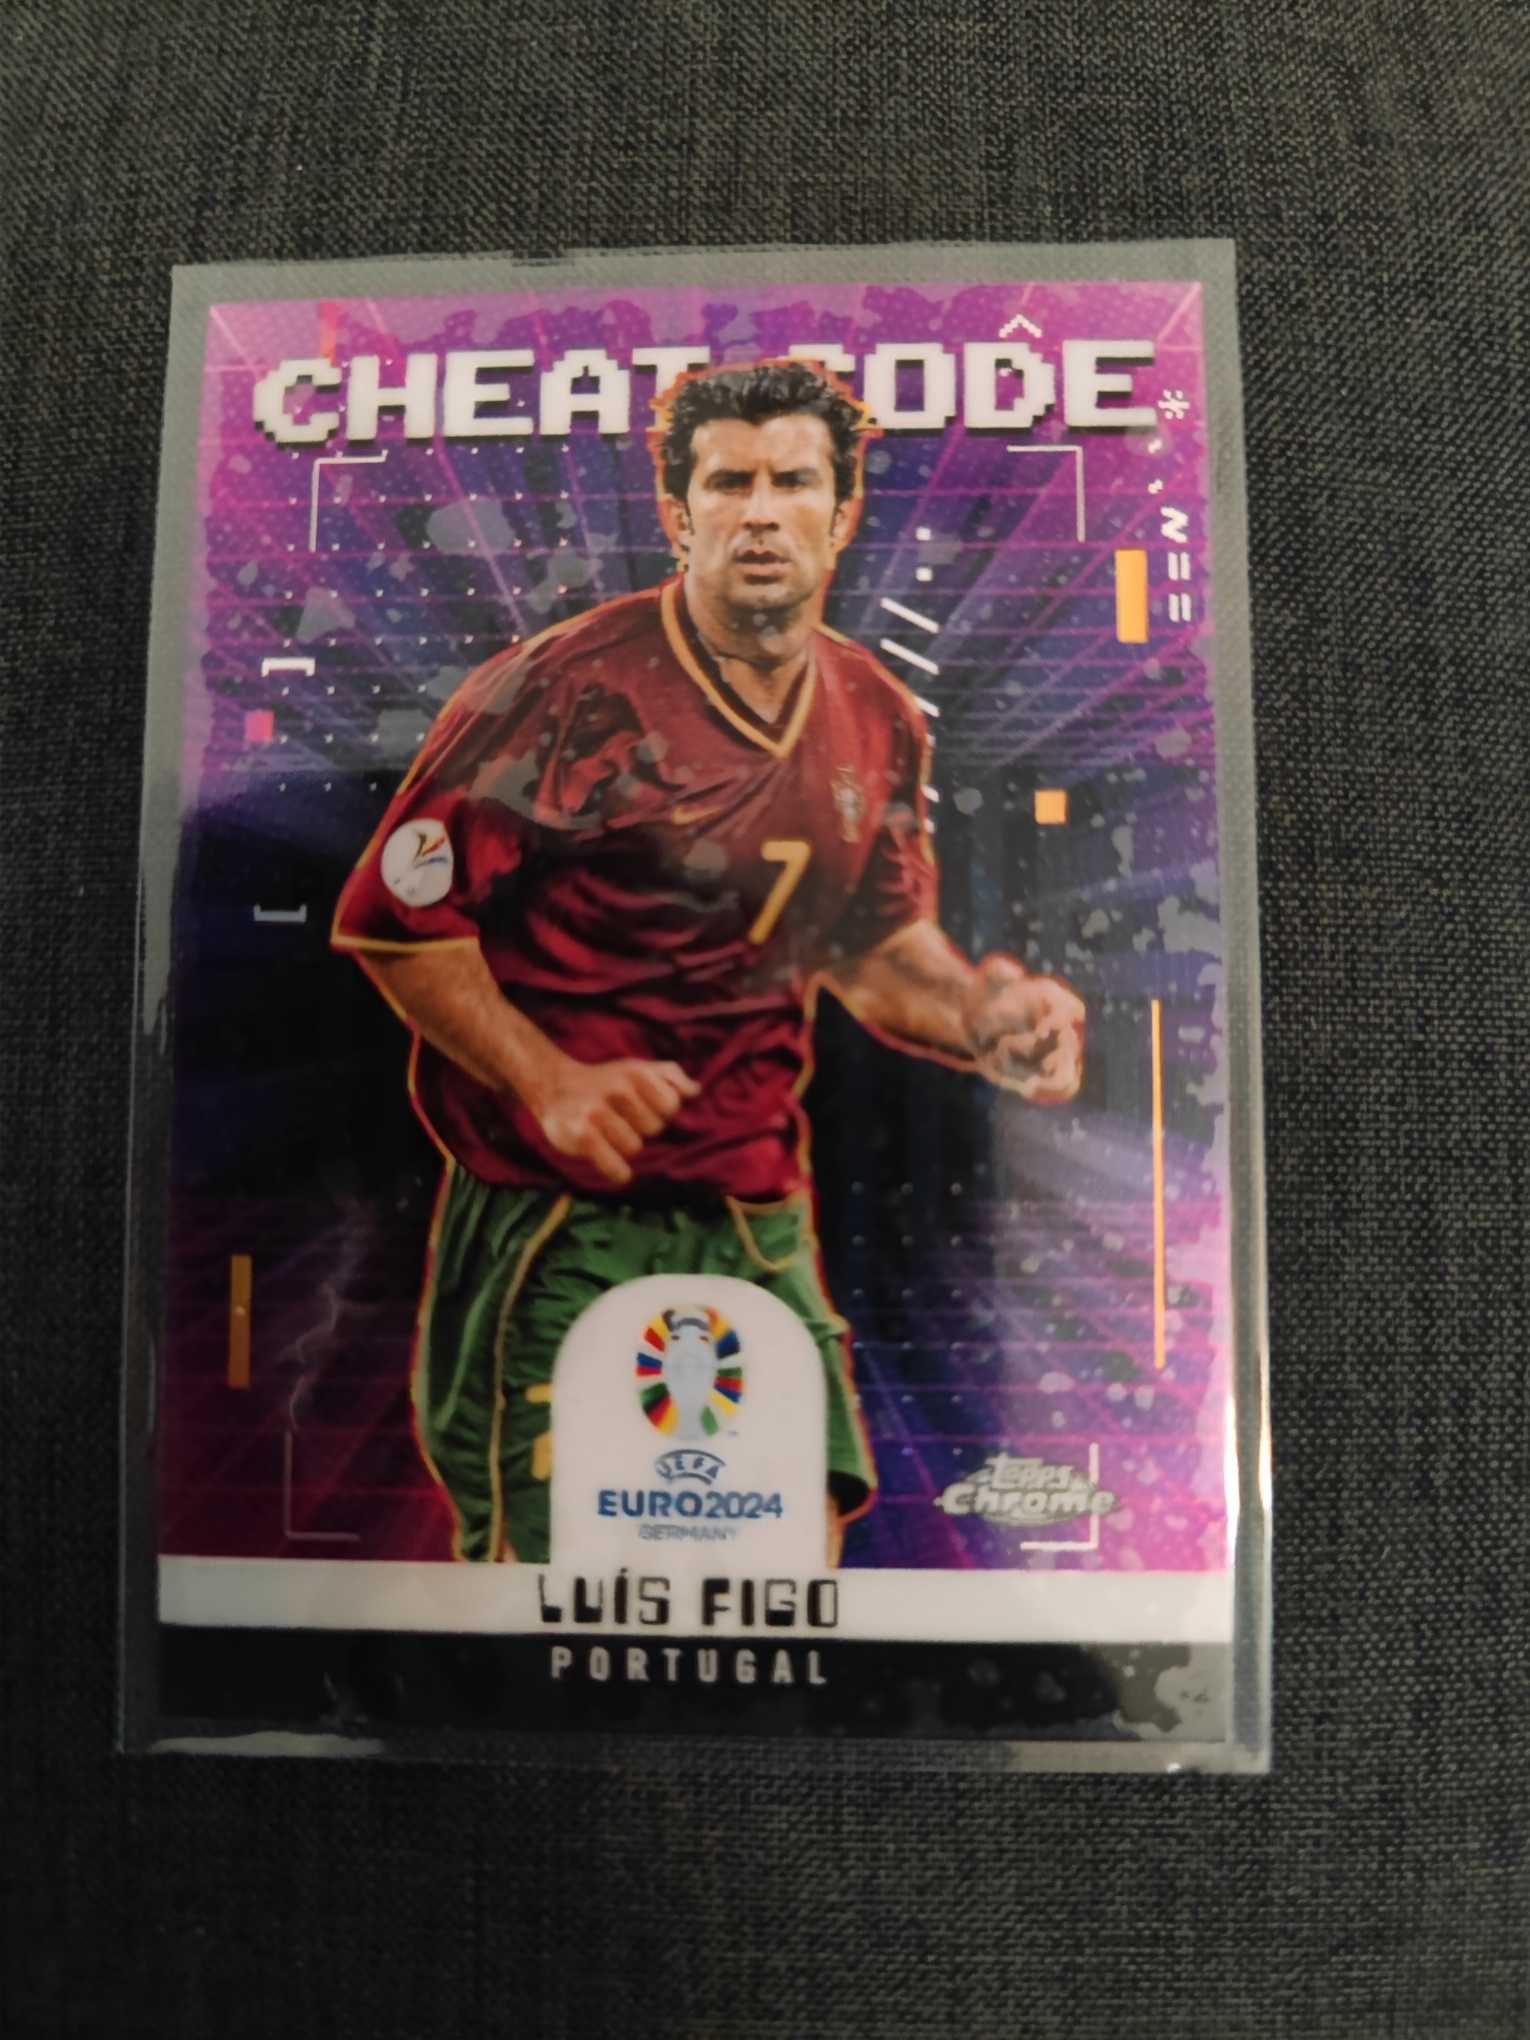 CHEAT CODE
7
UEFA
EURO2024
GERMANY
Topps
Chrome
LUÍS FIGO
PORTUGAL